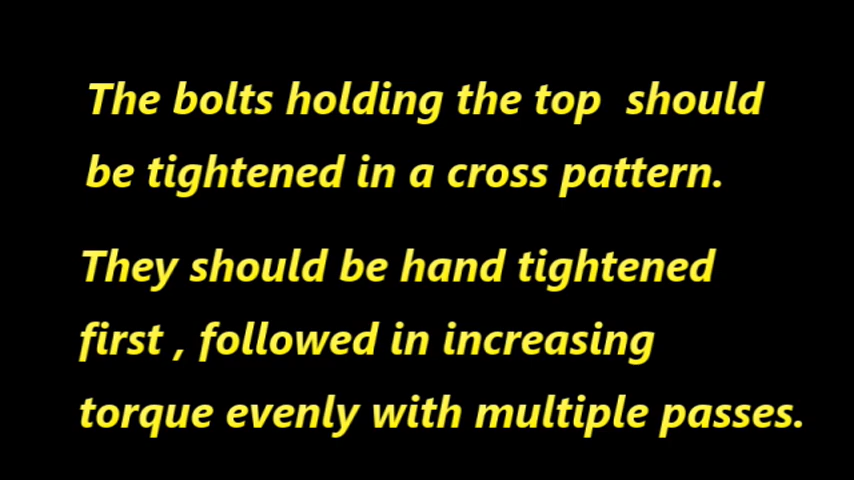 The bolts holding the top should
be tightened in a cross pattern.
They should be hand tightened
first , followed in increasing
torque evenly with multiple passes.